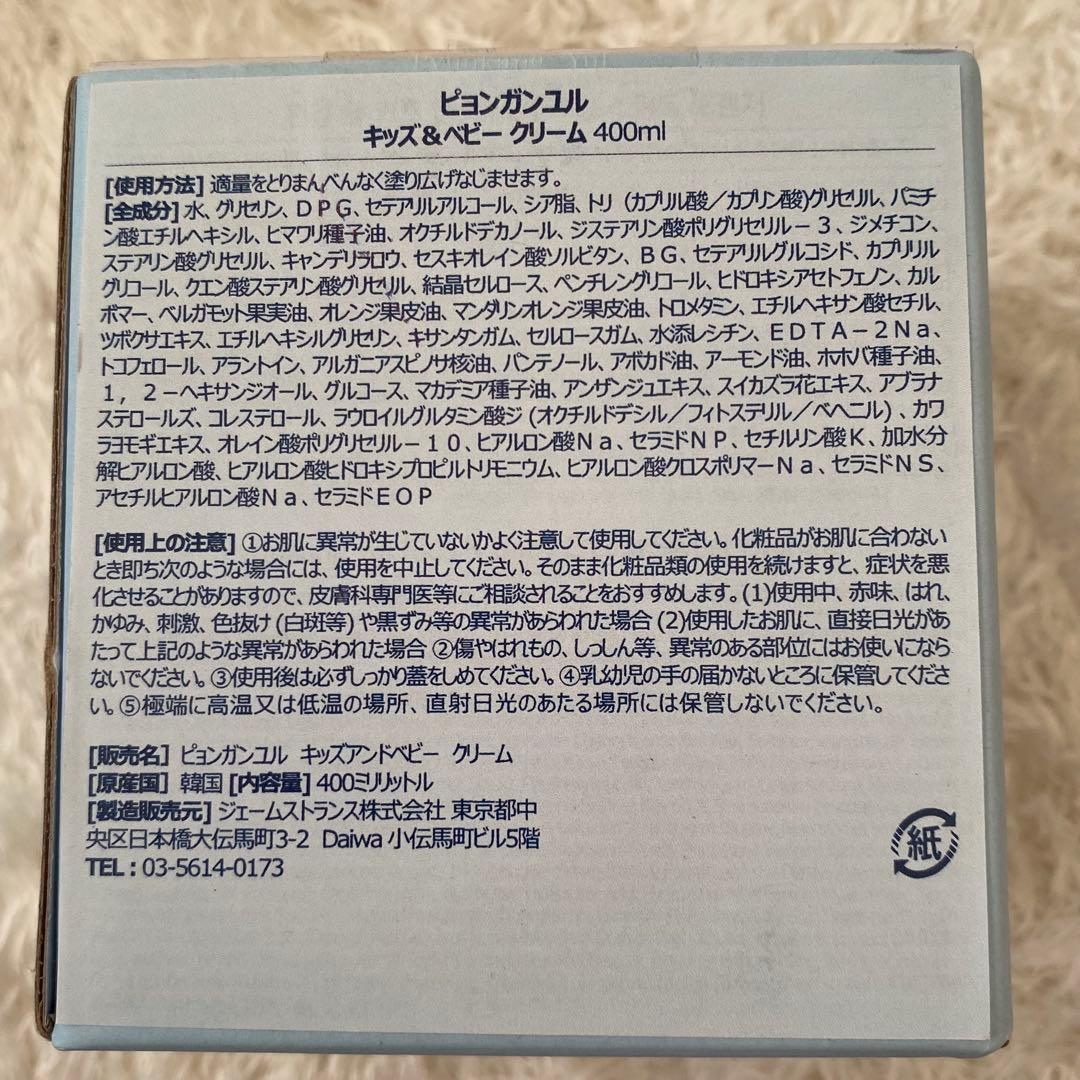 ピョンガンユル
キッズ&ベビー クリーム 400ml
[使用方法] 適量をとりまんべんなく塗り広げなじませます。
[全成分] 水、グリセリン、DPG、セテアリルアルコール、シア脂、トリ(カプリル酸/カプリン酸)グリセリル、パミチ
ン酸エチルヘキシル、ヒマワリ種子油、オクチルドデカノール、ジステアリン酸ポリグリセリル-3、ジメチコン、
ステアリン酸グリセリル、キャンデリラロウ、セスキオレイン酸ソルビタン、BG、セテアリルグルコシド、カプリリル
グリコール、クエン酸ステアリン酸グリセリル、結晶セルロース、ペンチレングリコール、ヒドロキシアセトフェノン、カル
ボマー、ベルガモット果実油、オレンジ果皮油、マンダリンオレンジ果皮油、トロメタミン、エチルヘキサン酸セチル、
ツボクサエキス、エチルヘキシルグリセリン、キサンタンガム、セルロースガム、水添レシチン、EDTA-2Na、
トコフェロール、アラントイン、アルガニアスピノサ核油、パンテノール、アボカド油、アーモンド油、ホホバ種子油、
1,2-ヘキサンジオール、グルコース、マカデミア種子油、アンザンジュエキス、スイカズラ花エキス、アブラナ
ステロールズ、コレステロール、ラウロイルグルタミン酸ジ(オクチルドデシル/フィトステリル/ベヘニル)、カワ
ラヨモギエキス、オレイン酸ポリグリセリル-10、ヒアルロン酸Na、セラミドNP、セチルリン酸K、加水分
解ヒアルロン酸、ヒアルロン酸ヒドロキシプロピルトリモニウム、ヒアルロン酸クロスポリマーNa、セラミドNS、
アセチルヒアルロン酸Na、セラミドEOP
[使用上の注意] ①お肌に異常が生じていないかよく注意して使用してください。化粧品がお肌に合わない
とき即ち次のような場合には、使用を中止してください。そのまま化粧品類の使用を続けますと、症状を悪
化させることがありますので、皮膚科専門医等にご相談されることをおすすめします。(1)使用中、赤味、はれ、
かゆみ、刺激、色抜け(白斑等)や黒ずみ等の異常があらわれた場合 (2)使用したお肌に、直接日光があ
たって上記のような異常があらわれた場合 ②傷やはれもの、しっしん等、異常のある部位にはお使いになら
ないでください。③使用後は必ずしっかり蓋をしめてください。④乳幼児の手の届かないところに保管してくださ
い。⑤極端に高温又は低温の場所、直射日光のあたる場所には保管しないでください。
[販売名] ピョンガンユル キッズアンドベビー クリーム
[原産国] 韓国 [内容量] 400ミリリットル
[製造販売元] ジェームストランス株式会社 東京都中
央区日本橋大伝馬町3-2 Daiwa 小伝馬町ビル5階
TEL : 03-5614-0173
紙